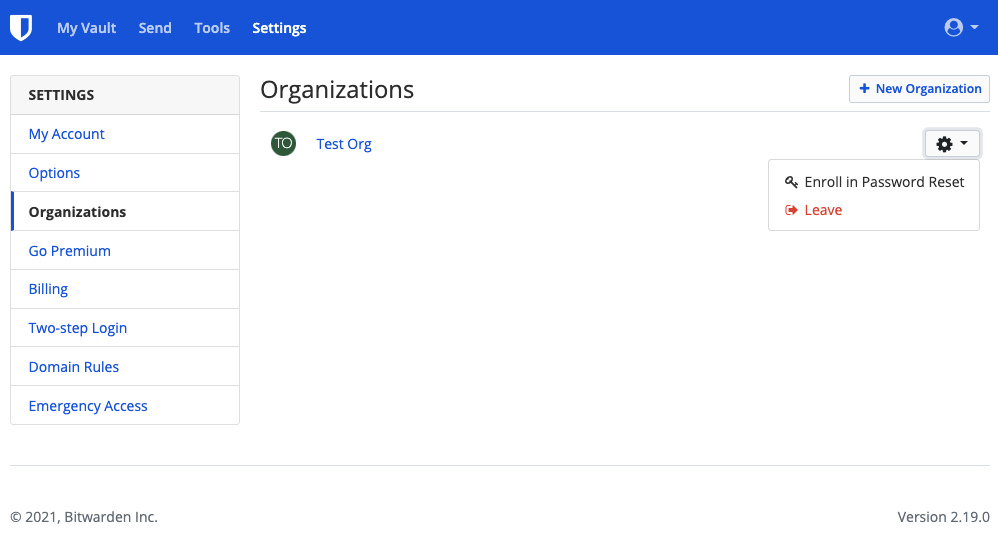 My Vault Send Tools Settings
SETTINGS
My Account
Options
Organizations
Go Premium
Billing
Two-step Login
Domain Rules
Emergency Access
Organizations
+ New Organization
TO Test Org
Enroll in Password Reset
Leave
© 2021, Bitwarden Inc.
Version 2.19.0